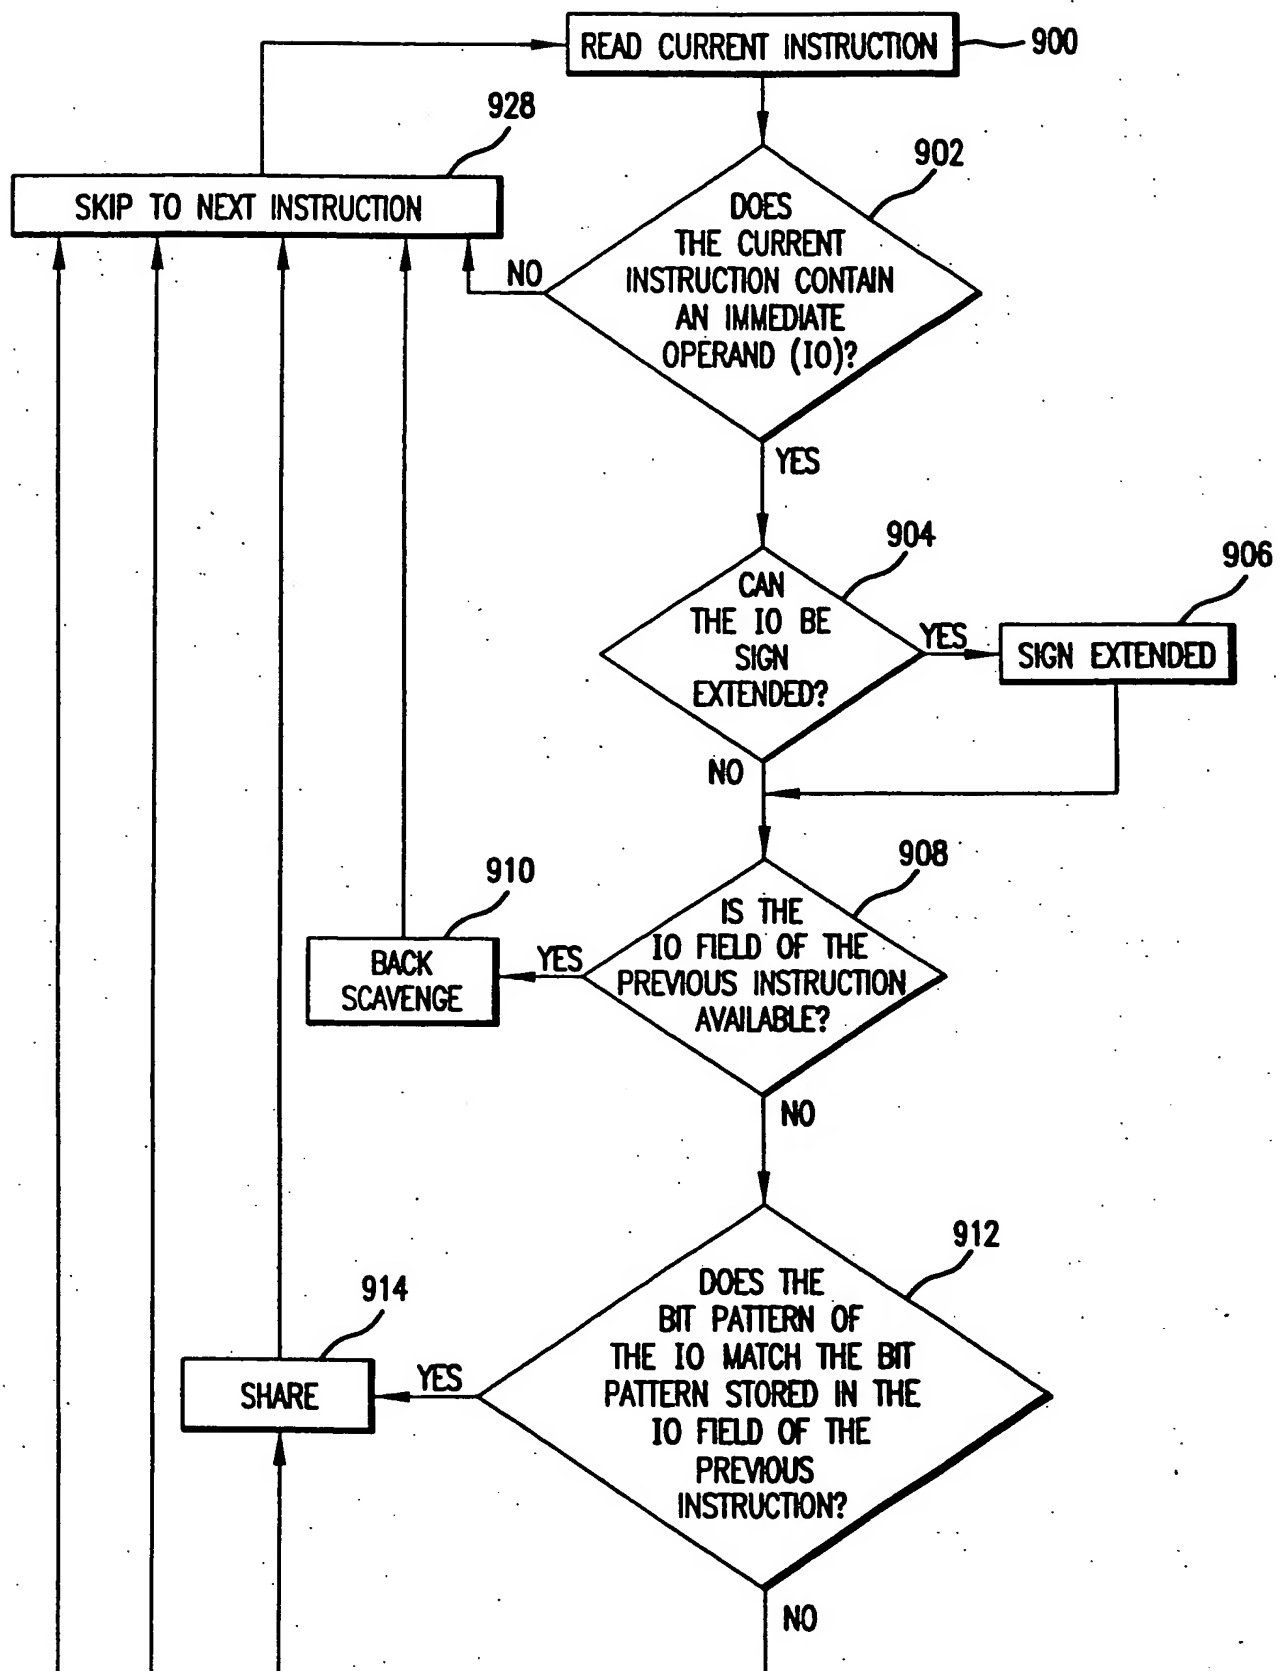 READ CURRENT INSTRUCTION
900
928
SKIP TO NEXT INSTRUCTION
902
DOES
THE CURRENT
INSTRUCTION CONTAIN
AN IMMEDIATE
OPERAND (IO)?
NO
YES
904
CAN
THE IO BE
SIGN
EXTENDED?
YES
906
SIGN EXTENDED
NO
908
IS THE
IO FIELD OF THE
PREVIOUS INSTRUCTION
AVAILABLE?
YES
910
BACK
SCAVENGE
NO
912
DOES THE
BIT PATTERN OF
THE IO MATCH THE BIT
PATTERN STORED IN THE
IO FIELD OF THE
PREVIOUS
INSTRUCTION?
YES
914
SHARE
NO